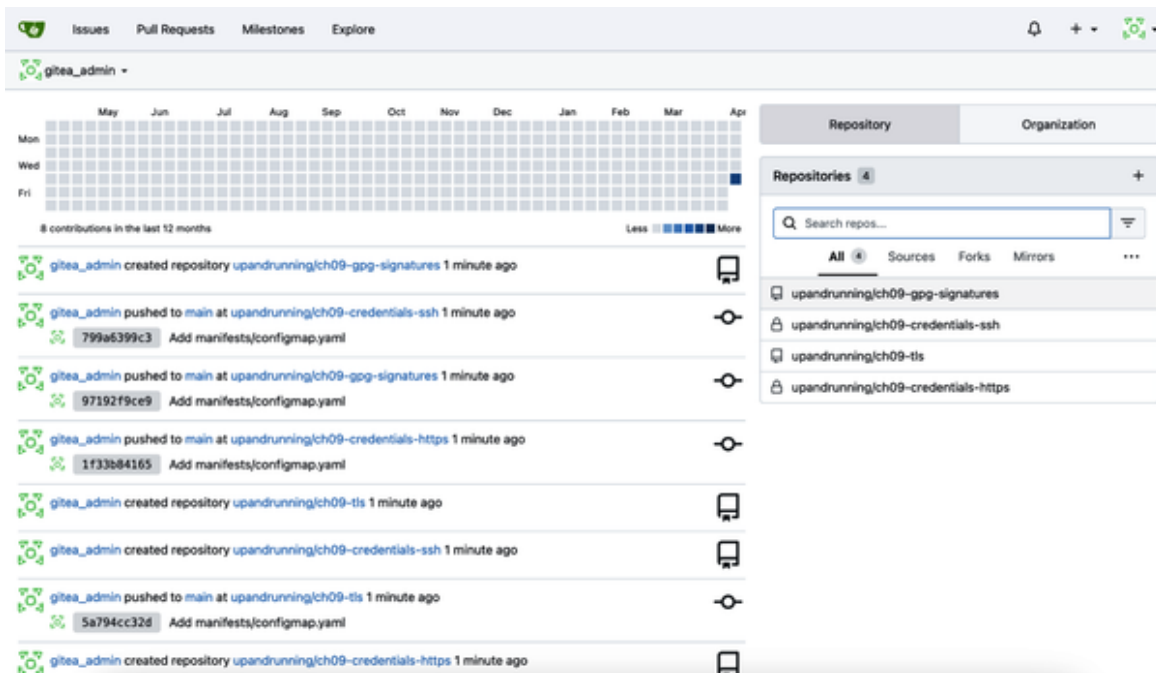 Issues Pull Requests Milestones Explore
gitea_admin
May Jun Jul Aug Sep Oct Nov Dec Jan Feb Mar Apr
Mon
Wed
Fri
8 contributions in the last 12 months
Less More
gitea_admin created repository upandrunning/ch09-gpg-signatures 1 minute ago
gitea_admin pushed to main at upandrunning/ch09-credentials-ssh 1 minute ago
799a6399c3 Add manifests/configmap.yaml
gitea_admin pushed to main at upandrunning/ch09-gpg-signatures 1 minute ago
97192f9ce9 Add manifests/configmap.yaml
gitea_admin pushed to main at upandrunning/ch09-credentials-https 1 minute ago
1f33b84165 Add manifests/configmap.yaml
gitea_admin created repository upandrunning/ch09-tls 1 minute ago
gitea_admin created repository upandrunning/ch09-credentials-ssh 1 minute ago
gitea_admin pushed to main at upandrunning/ch09-tls 1 minute ago
5a794cc32d Add manifests/configmap.yaml
gitea_admin created repository upandrunning/ch09-credentials-https 1 minute ago
Repository Organization
Repositories 4
Search repos...
All 4 Sources Forks Mirrors
upandrunning/ch09-gpg-signatures
upandrunning/ch09-credentials-ssh
upandrunning/ch09-tls
upandrunning/ch09-credentials-https